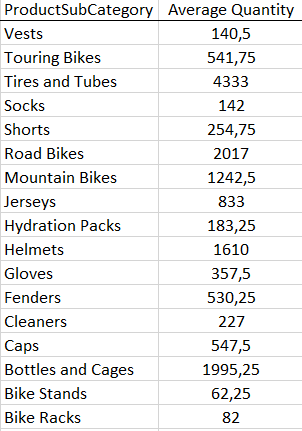 ProductSubCategory Average Quantity
Vests 140,5
Touring Bikes 541,75
Tires and Tubes 4333
Socks 142
Shorts 254,75
Road Bikes 2017
Mountain Bikes 1242,5
Jerseys 833
Hydration Packs 183,25
Helmets 1610
Gloves 357,5
Fenders 530,25
Cleaners 227
Caps 547,5
Bottles and Cages 1995,25
Bike Stands 62,25
Bike Racks 82